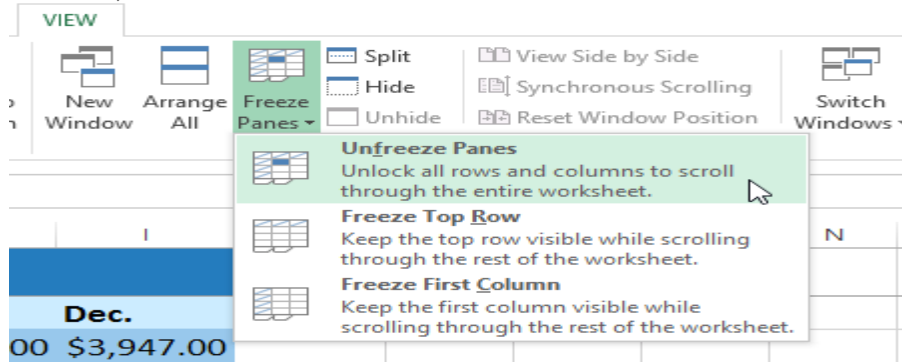 VIEW
New Window
Arrange All
Freeze Panes
Split
Hide
Unhide
View Side by Side
Synchronous Scrolling
Reset Window Position
Switch Windows
Unfreeze Panes
Unlock all rows and columns to scroll
through the entire worksheet.
Freeze Top Row
Keep the top row visible while scrolling
through the rest of the worksheet.
Freeze First Column
Keep the first column visible while
scrolling through the rest of the worksheet.
I
N
Dec.
00 $3,947.00